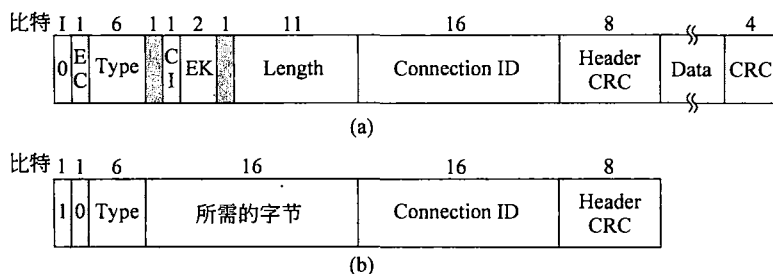 比特 1 1 6 1 1 2 1 11 16 8 4
0 EC Type CI EK Length Connection ID Header CRC Data CRC
(a)
比特 1 1 6 16 16 8
1 0 Type 所需的字节 Connection ID Header CRC
(b)